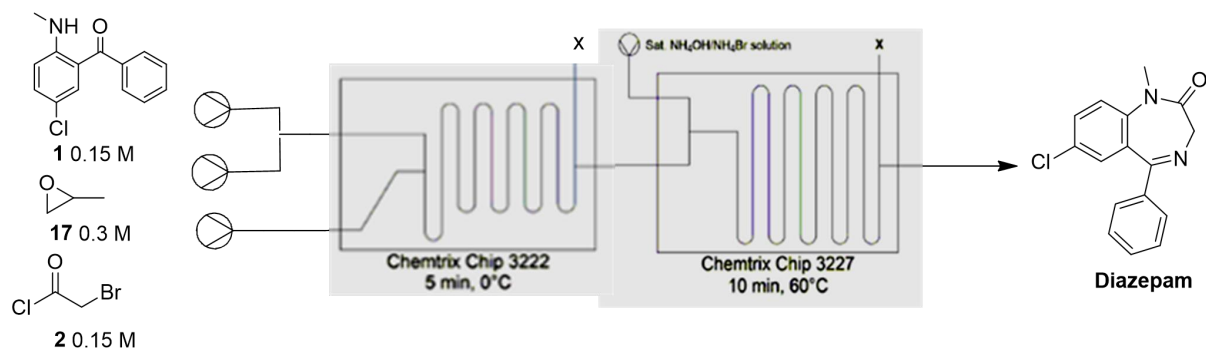 NH
O
Cl
1 0.15 M
O
17 0.3 M
O
Cl
Br
2 0.15 M
X
Chemtrix Chip 3222
5 min, 0°C
Sat. NH₄OH/NH₄Br solution
x
Chemtrix Chip 3227
10 min, 60°C
N
O
N
Cl
Diazepam